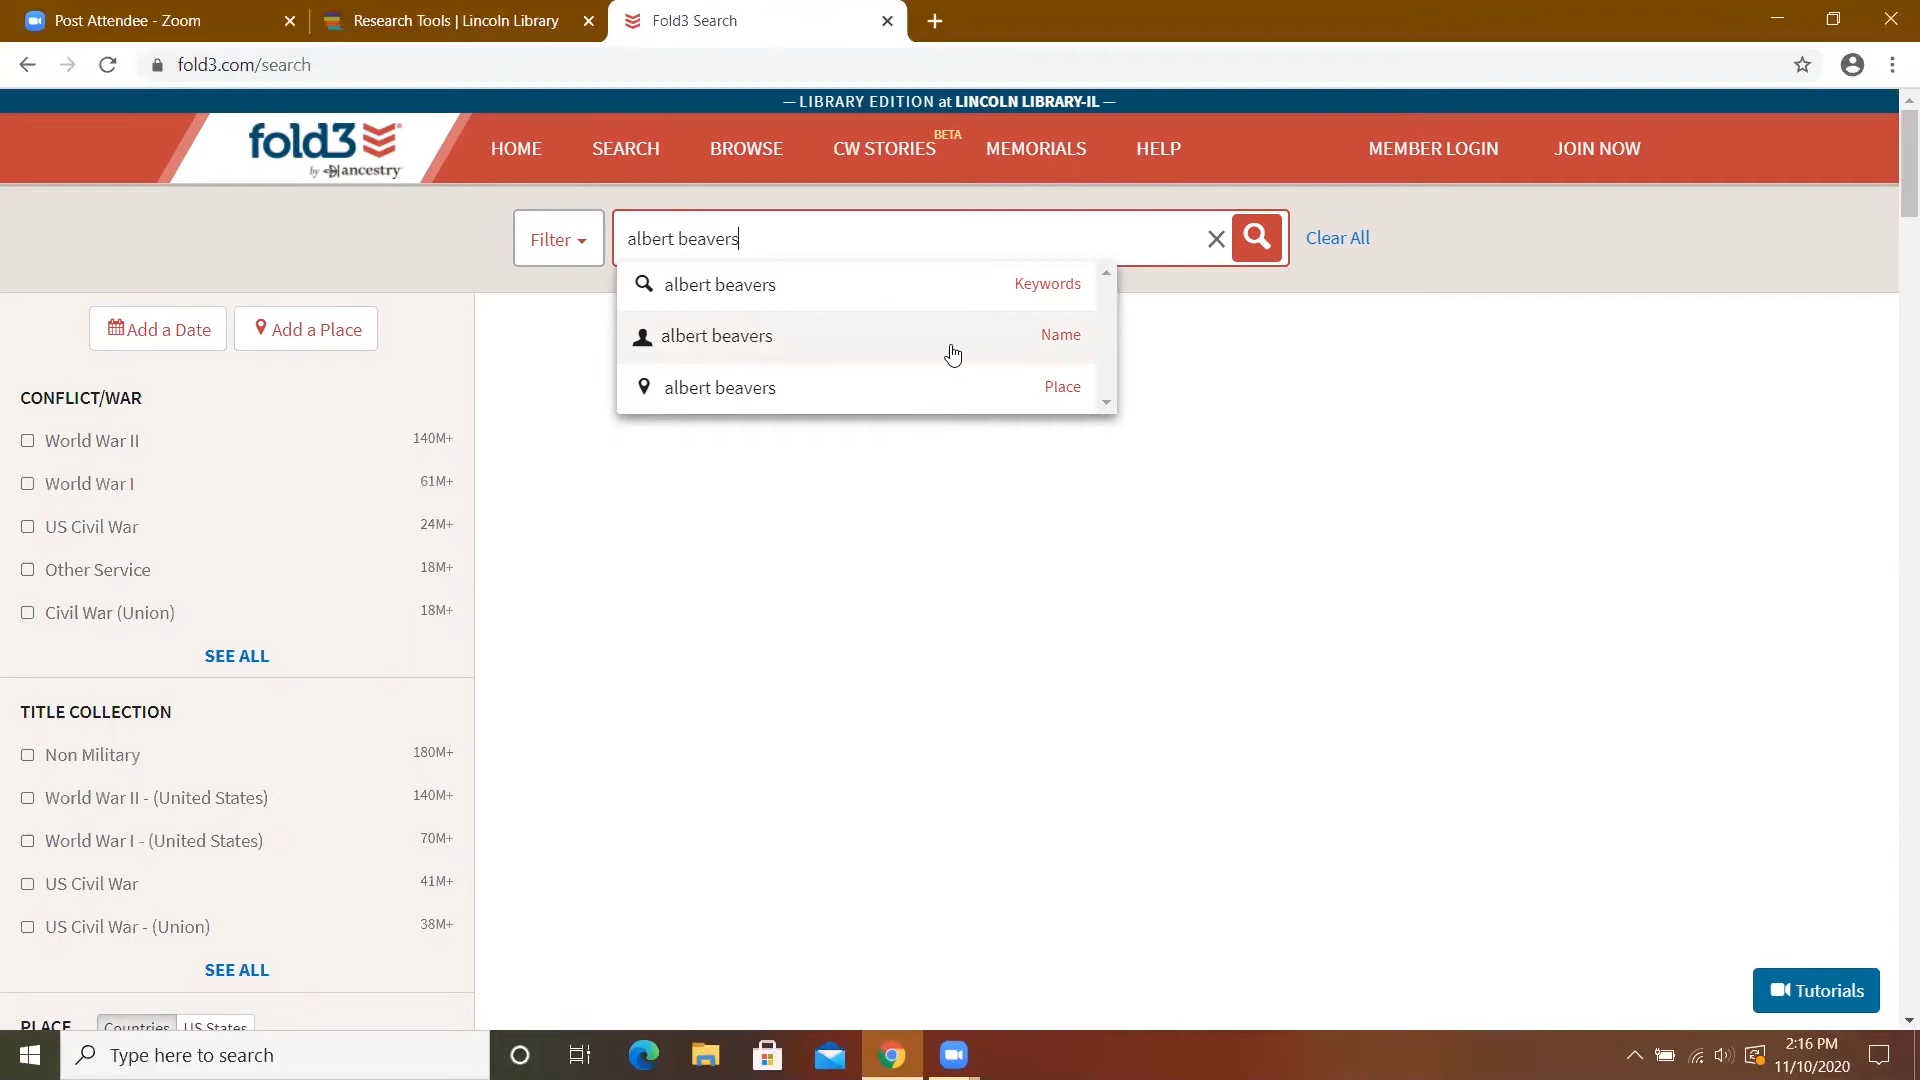 Post Attendee - Zoom
Research Tools | Lincoln Library
Fold3 Search
fold3.com/search
— LIBRARY EDITION at LINCOLN LIBRARY-IL —
fold3
by ancestry
HOME
SEARCH
BROWSE
CW STORIES BETA
MEMORIALS
HELP
MEMBER LOGIN
JOIN NOW
Filter
albert beavers
Clear All
albert beavers Keywords
albert beavers Name
albert beavers Place
Add a Date
Add a Place
CONFLICT/WAR
World War II 140M+
World War I 61M+
US Civil War 24M+
Other Service 18M+
Civil War (Union) 18M+
SEE ALL
TITLE COLLECTION
Non Military 180M+
World War II - (United States) 140M+
World War I - (United States) 70M+
US Civil War 41M+
US Civil War - (Union) 38M+
SEE ALL
PLACE Countries US States
Tutorials
Type here to search
2:16 PM
11/10/2020